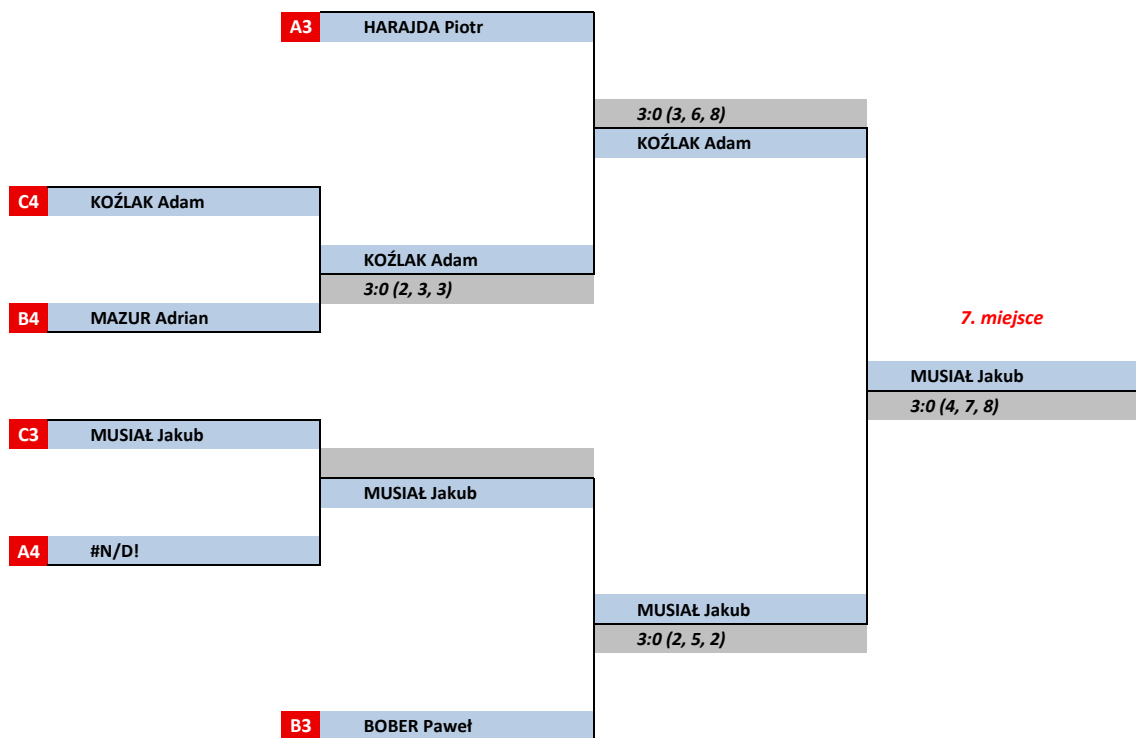 A3 HARAJDA Piotr
3:0 (3, 6, 8)
KOŹLAK Adam
C4 KOŹLAK Adam
KOŹLAK Adam
3:0 (2, 3, 3)
B4 MAZUR Adrian
7. miejsce
MUSIAŁ Jakub
3:0 (4, 7, 8)
C3 MUSIAŁ Jakub
MUSIAŁ Jakub
A4 #N/D!
MUSIAŁ Jakub
3:0 (2, 5, 2)
B3 BOBER Paweł